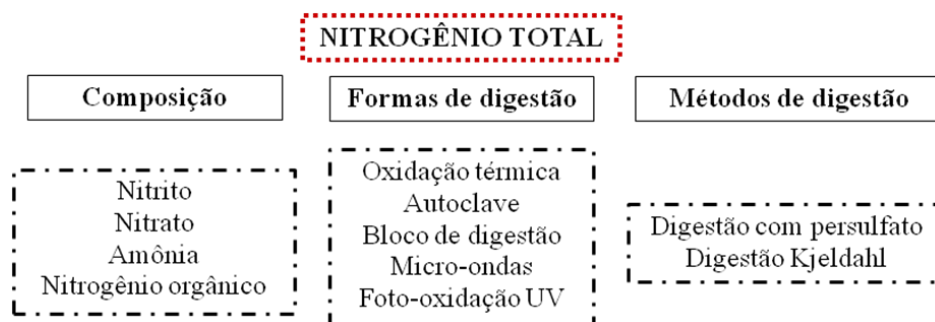 NITROGÊNIO TOTAL
Composição
Nitrito
Nitrato
Amônia
Nitrogênio orgânico
Formas de digestão
Oxidação térmica
Autoclave
Bloco de digestão
Micro-ondas
Foto-oxidação UV
Métodos de digestão
Digestão com persulfato
Digestão Kjeldahl